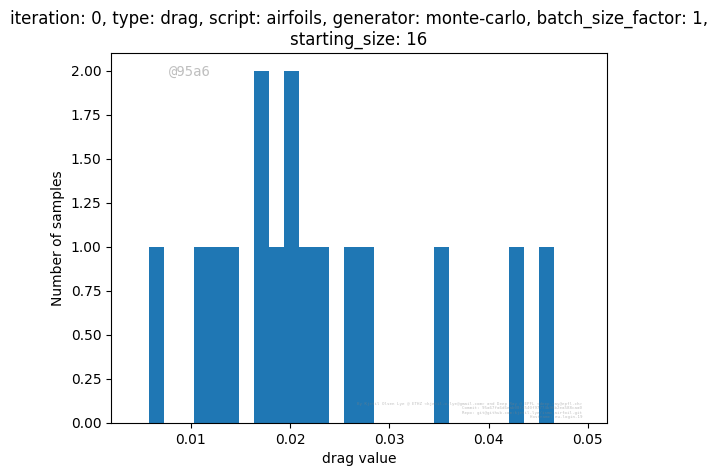 iteration: 0, type: drag, script: airfoils, generator: monte-carlo, batch_size_factor: 1,
starting_size: 16
@95a6
2.00
1.75
1.50
1.25
1.00
0.75
0.50
0.25
0.00
Number of samples
0.01
0.02
0.03
0.04
0.05
drag value